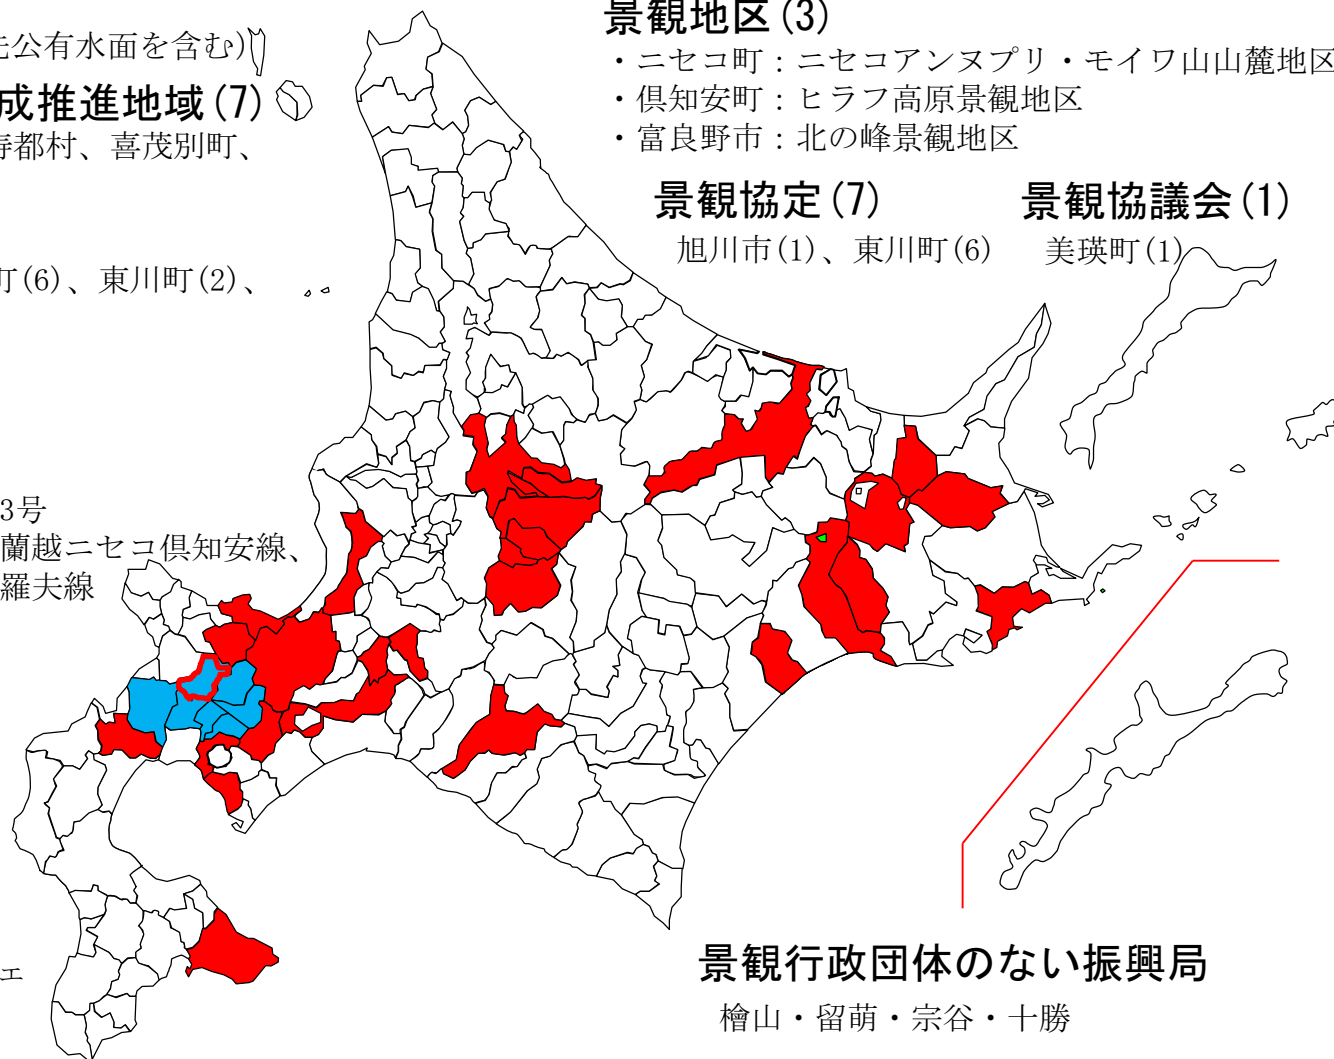 先公有水面を含む)
成推進地域(7)
寿都村、喜茂別町、
町(6)、東川町(2)、
3号
蘭越ニセコ倶知安線、
羅夫線
エ
景観地区(3)
・ニセコ町：ニセコアンヌプリ・モイワ山山麓地区
・倶知安町：ヒラフ高原景観地区
・富良野市：北の峰景観地区
景観協定(7)
旭川市(1)、東川町(6)
景観協議会(1)
美瑛町(1)
景観行政団体のない振興局
檜山・留萌・宗谷・十勝